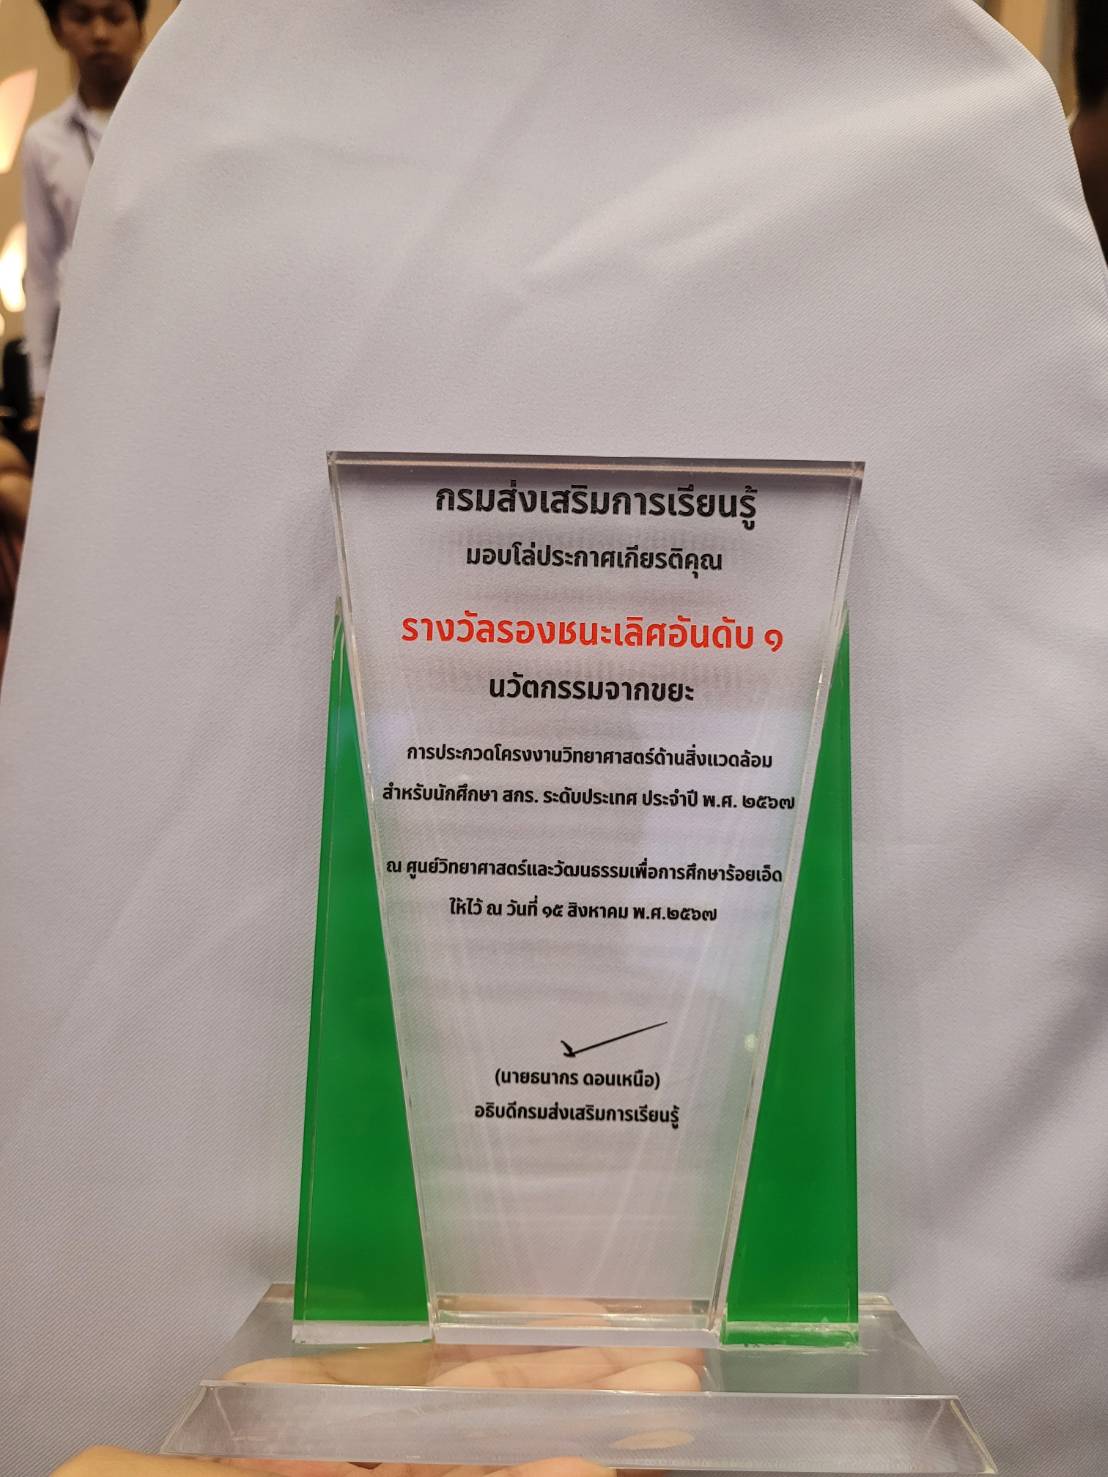 กรมส่งเสริมการเรียนรู้
มอบโล่ประกาศเกียรติคุณ
รางวัลรองชนะเลิศอันดับ ๑
นวัตกรรมจากขยะ
การประกวดโครงงานวิทยาศาสตร์ด้านสิ่งแวดล้อม
สำหรับนักศึกษา สกร. ระดับประเทศ ประจำปี พ.ศ. ๒๕๖๗
ณ ศูนย์วิทยาศาสตร์และวัฒนธรรมเพื่อการศึกษาร้อยเอ็ด
ให้ไว้ ณ วันที่ ๑๕ สิงหาคม พ.ศ.๒๕๖๗
(นายธนากร ดอนเหนือ)
อธิบดีกรมส่งเสริมการเรียนรู้